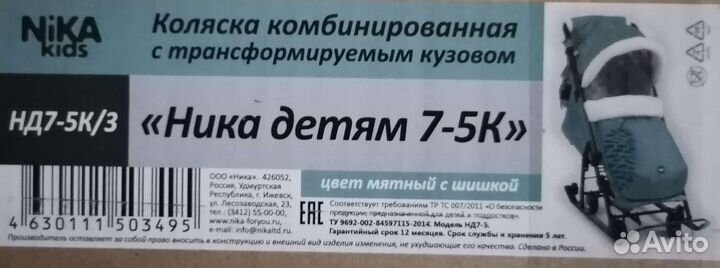 NiKA
kids
Коляска комбинированная
с трансформируемым кузовом
НД7-5К/3
«Ника детям 7-5К»
цвет мятный с шишкой
ООО «Ника». 426052,
Россия, Удмуртская
Республика, г. Ижевск,
ул. Лесозаводская, 23,
тел.: (3412) 55-00-00,
www.nika-foryou.ru
e-mail: info@nikaltd.ru
4 630111 503495
EAC
Соответствует требованиям ТР ТС 007/2011 «О безопасности
продукции, предназначенной для детей и подростков».
ТУ 9692-002-84597115-2014. Модель НД7-5.
Гарантийный срок 12 месяцев. Срок службы и хранения 5 лет.
Производитель оставляет за собой право вносить в конструкцию и внешний вид изделия изменения, не ухудшающие его качества. Сделано в России.
Avito